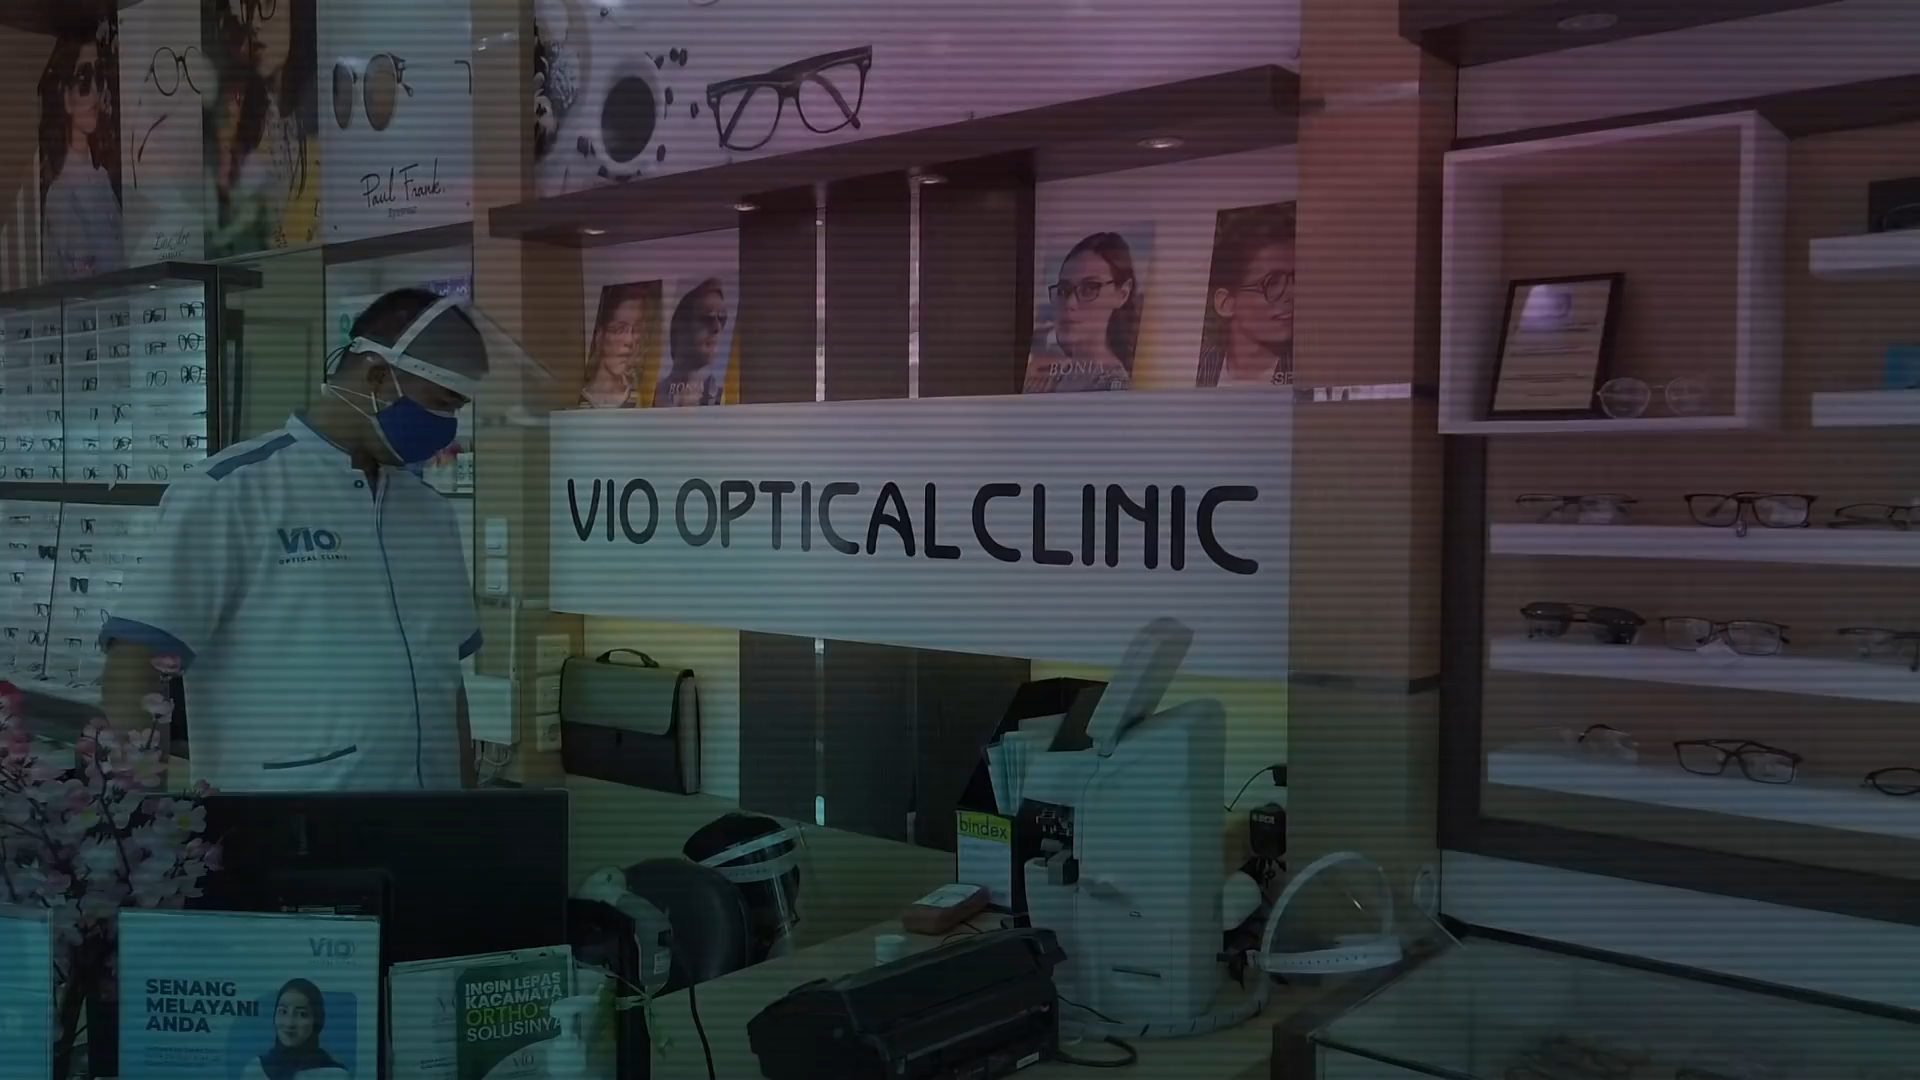 Paul Frank
BONIA
BONIA
SP
VIO OPTICAL CLINIC
VIO
OPTICAL CLINIC
bindex
VIO
SENANG
MELAYANI
ANDA
INGIN LEPAS
KACAMATA
ORTHO-K
SOLUSINYA